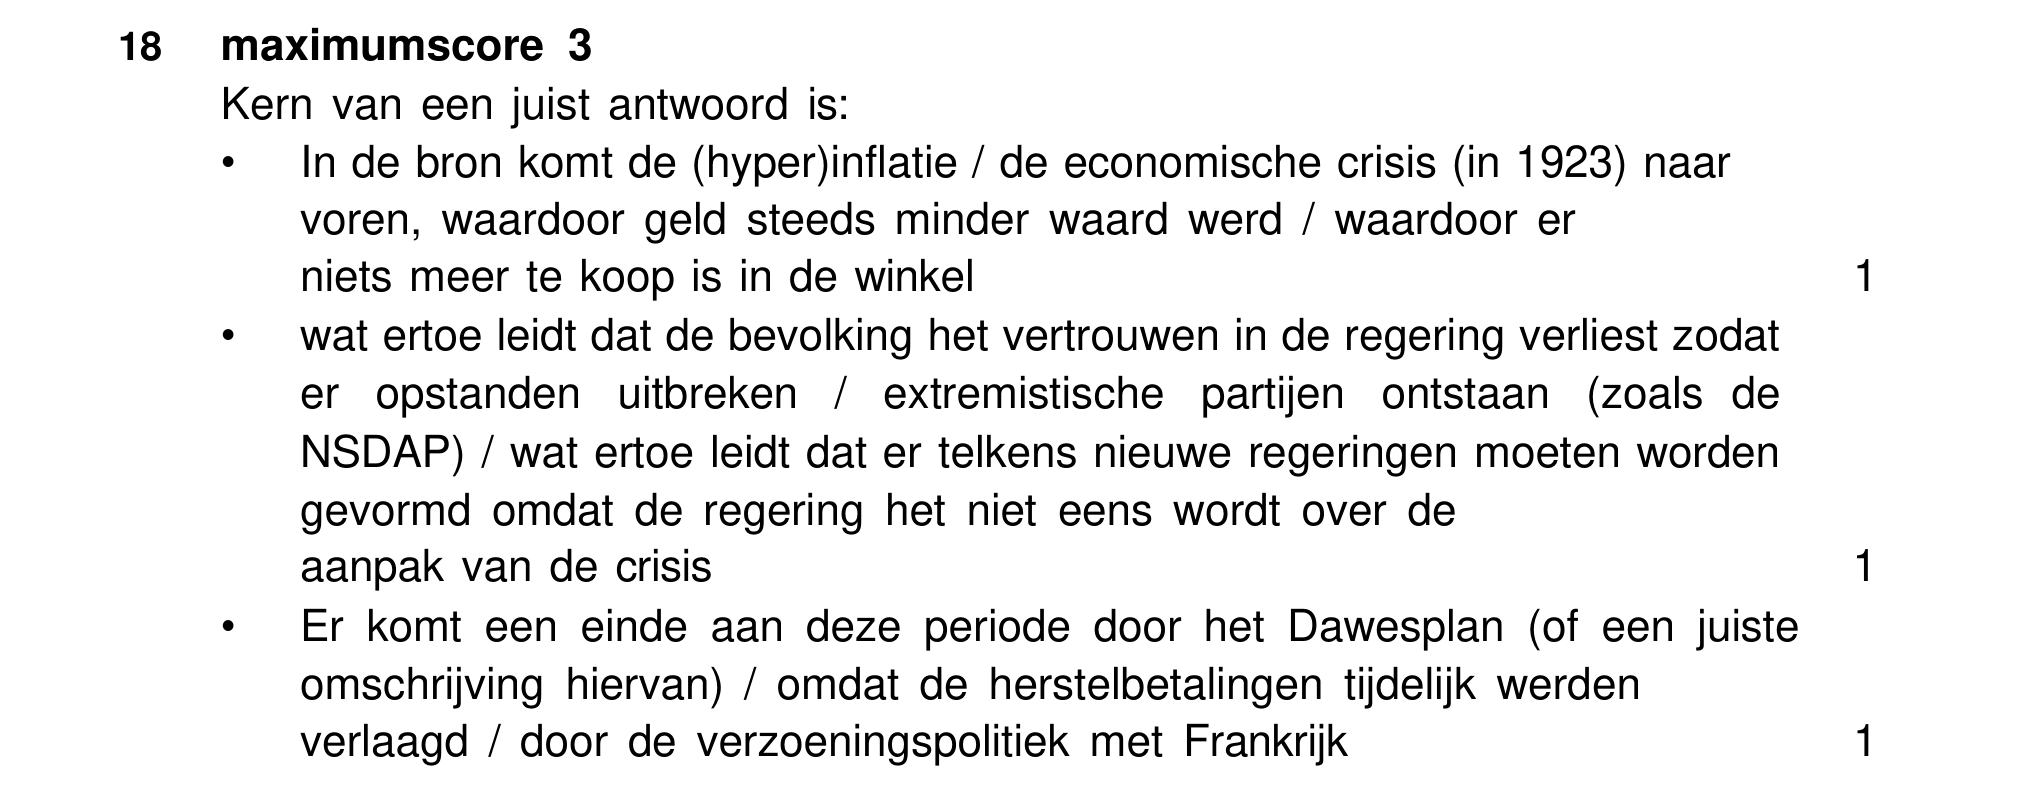 18 maximumscore 3
Kern van een juist antwoord is:
• In de bron komt de (hyper)inflatie / de economische crisis (in 1923) naar
voren, waardoor geld steeds minder waard werd / waardoor er
niets meer te koop is in de winkel 1
• wat ertoe leidt dat de bevolking het vertrouwen in de regering verliest zodat
er opstanden uitbreken / extremistische partijen ontstaan (zoals de
NSDAP) / wat ertoe leidt dat er telkens nieuwe regeringen moeten worden
gevormd omdat de regering het niet eens wordt over de
aanpak van de crisis 1
• Er komt een einde aan deze periode door het Dawesplan (of een juiste
omschrijving hiervan) / omdat de herstelbetalingen tijdelijk werden
verlaagd / door de verzoeningspolitiek met Frankrijk 1